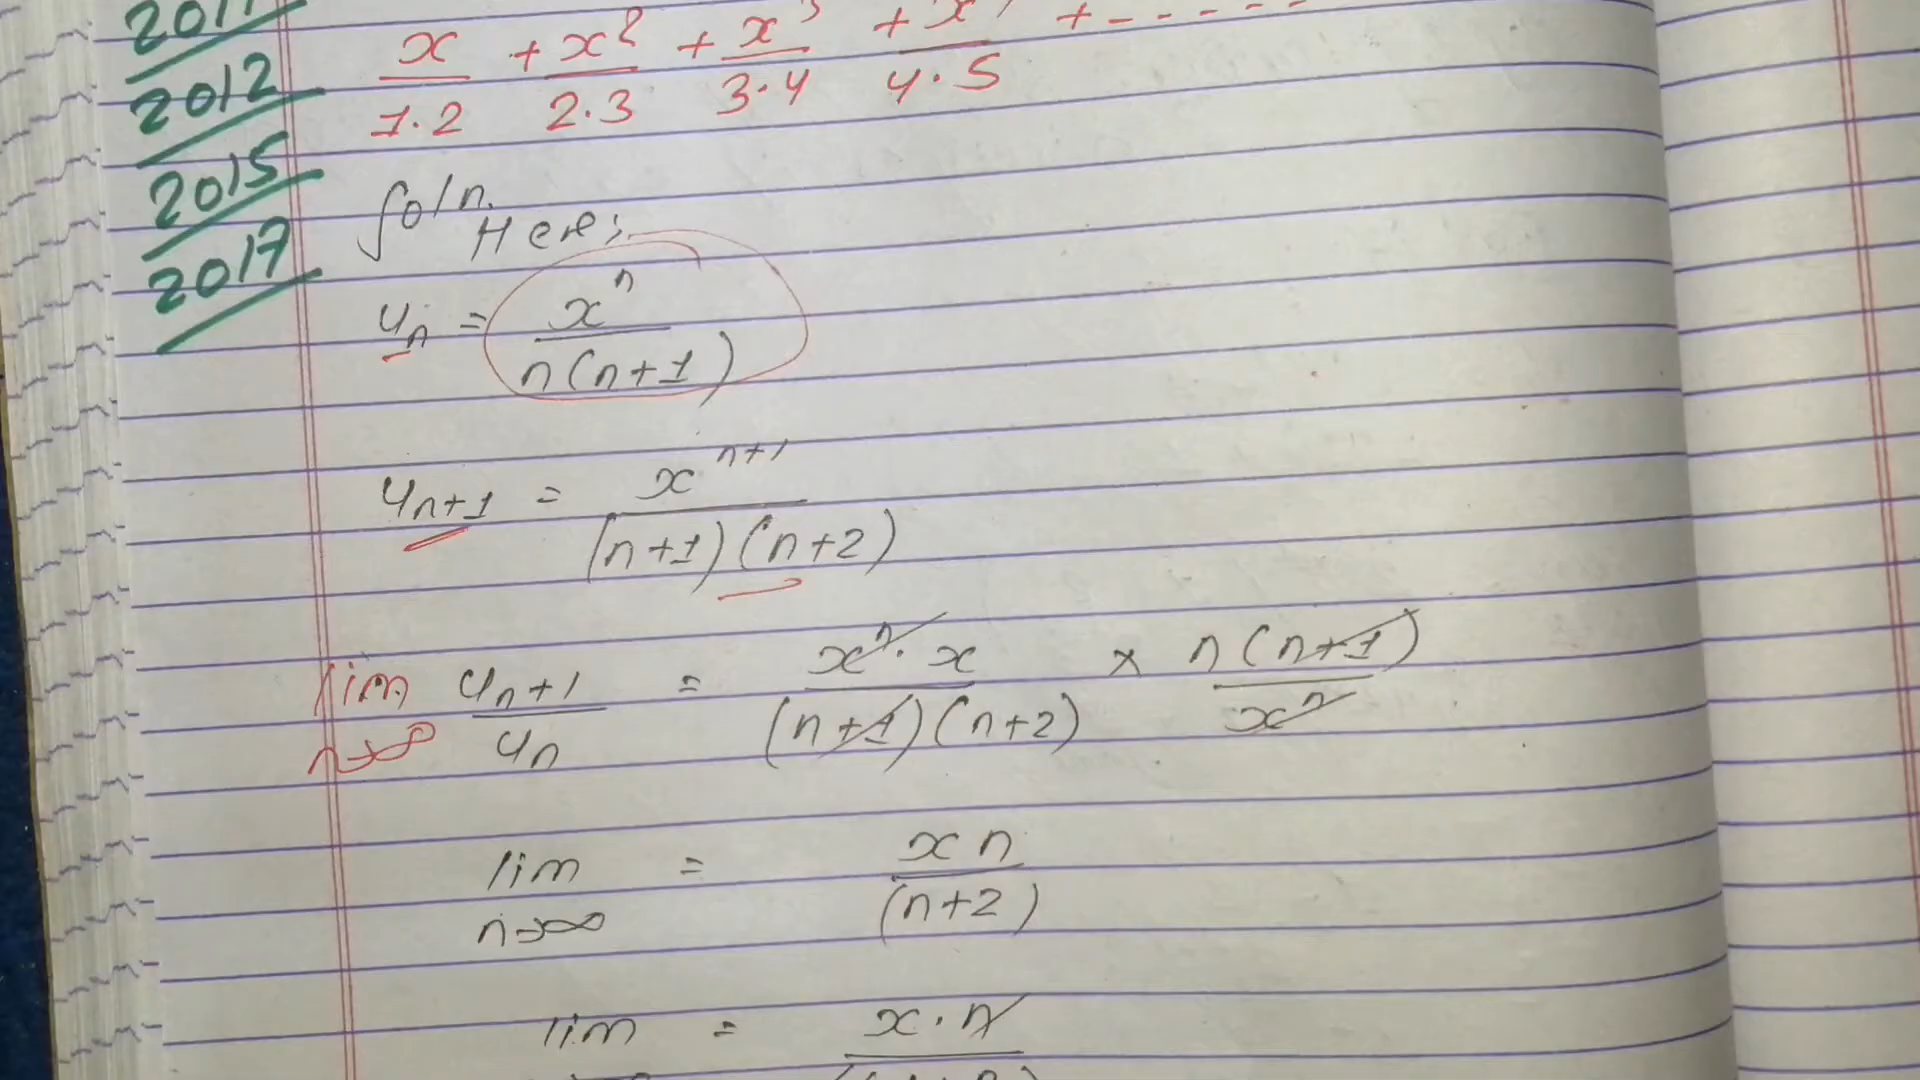 2011
x/1·2 + x²/2·3 + x³/3·4 + x⁴/4·5 + - - - - -
2012
2015
2017
Soln.
Here;
uₙ = xⁿ/n(n+1)
uₙ₊₁ = xⁿ⁺¹/(n+1)(n+2)
lim n→∞ uₙ₊₁/uₙ = xⁿ·x/(n+1)(n+2) × n(n+1)/xⁿ
lim n→∞ = xn/(n+2)
lim = x·n